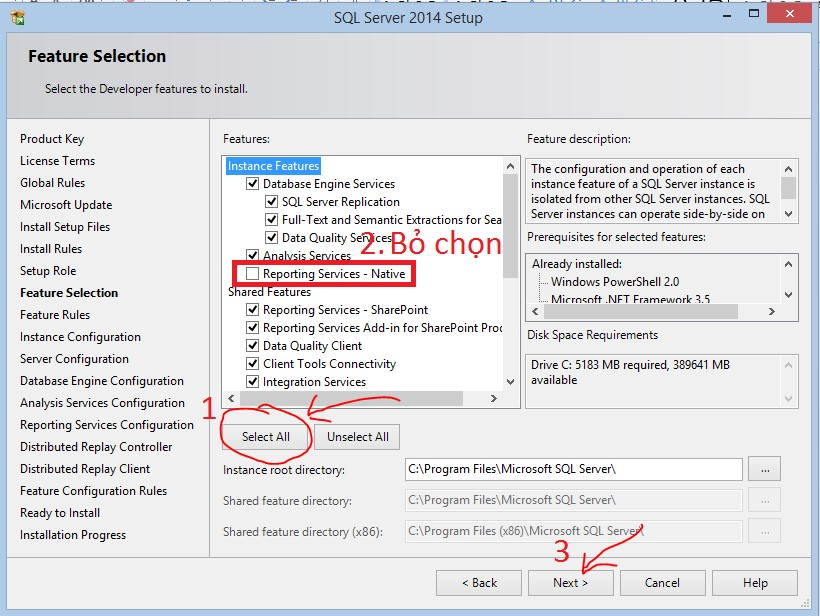 SQL Server 2014 Setup
Feature Selection
Select the Developer features to install.
Product Key
License Terms
Global Rules
Microsoft Update
Install Setup Files
Install Rules
Setup Role
Feature Selection
Feature Rules
Instance Configuration
Server Configuration
Database Engine Configuration
Analysis Services Configuration
Reporting Services Configuration
Distributed Replay Controller
Distributed Replay Client
Feature Configuration Rules
Ready to Install
Installation Progress
Features:
Instance Features
Database Engine Services
SQL Server Replication
Full-Text and Semantic Extractions for Sea
Data Quality Services
2. Bỏ chọn
Analysis Services
Reporting Services - Native
Shared Features
Reporting Services - SharePoint
Reporting Services Add-in for SharePoint Proc
Data Quality Client
Client Tools Connectivity
Integration Services
1
Select All
Unselect All
Feature description:
The configuration and operation of each
instance feature of a SQL Server instance is
isolated from other SQL Server instances. SQL
Server instances can operate side-by-side on
Prerequisites for selected features:
Already installed:
Windows PowerShell 2.0
Microsoft .NET Framework 3.5
Disk Space Requirements
Drive C: 5183 MB required, 389641 MB
available
Instance root directory:
C:\Program Files\Microsoft SQL Server\
...
Shared feature directory:
C:\Program Files\Microsoft SQL Server\
...
Shared feature directory (x86):
C:\Program Files (x86)\Microsoft SQL Server\
...
3
< Back
Next >
Cancel
Help